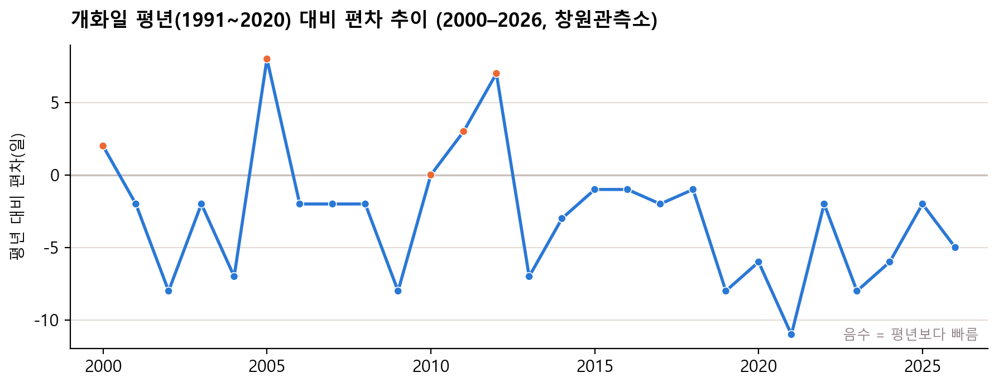 개화일 평년(1991~2020) 대비 편차 추이 (2000–2026, 창원관측소)
평년 대비 편차(일)
5
0
-5
-10
음수 = 평년보다 빠름
2000 2005 2010 2015 2020 2025